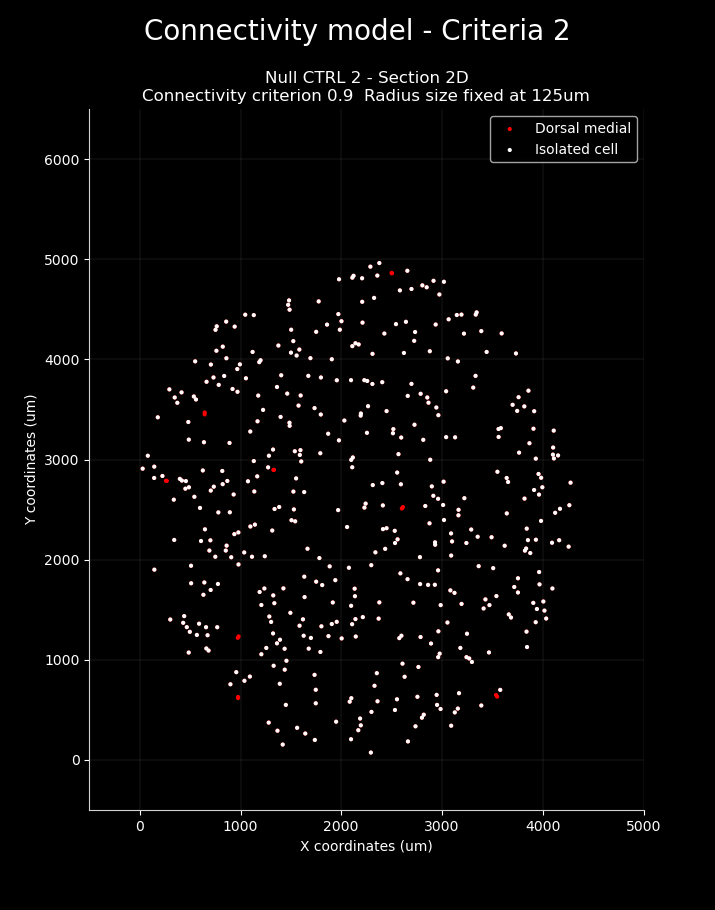 Connectivity model - Criteria 2
Null CTRL 2 - Section 2D
Connectivity criterion 0.9  Radius size fixed at 125um
Dorsal medial
Isolated cell
6000
5000
4000
3000
2000
1000
0
Y coordinates (um)
0 1000 2000 3000 4000 5000
X coordinates (um)